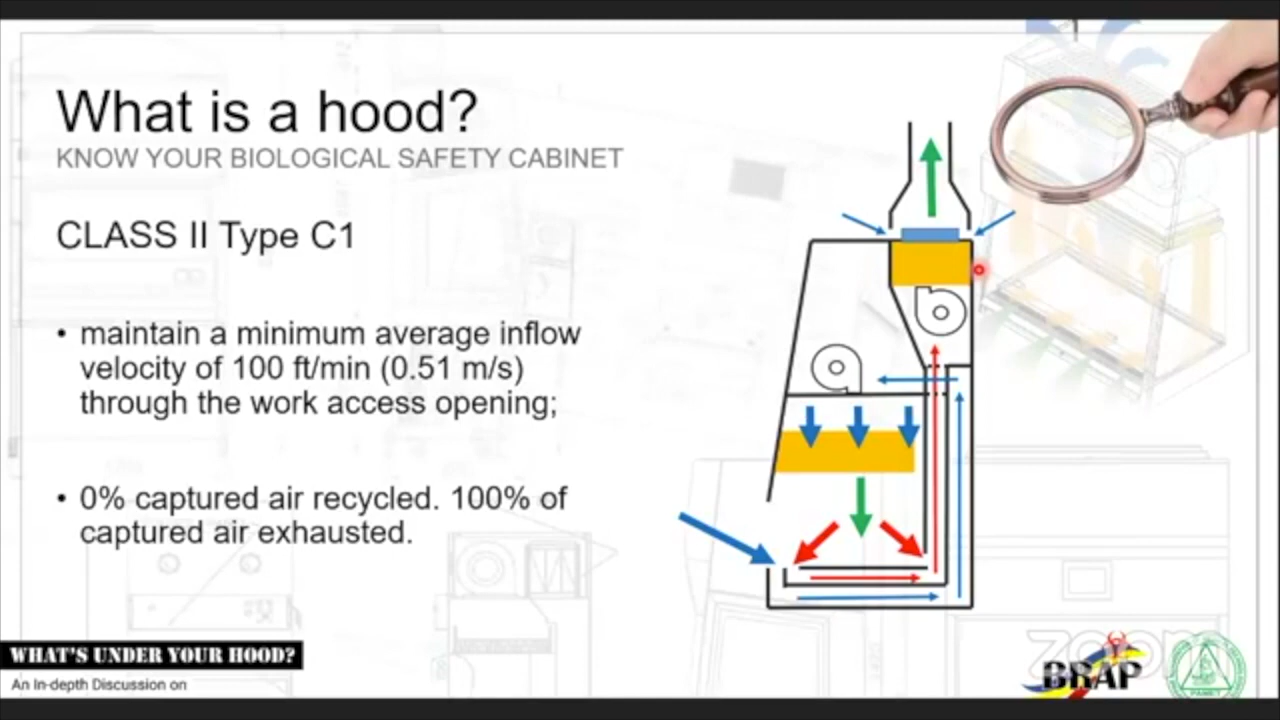 What is a hood?
KNOW YOUR BIOLOGICAL SAFETY CABINET
CLASS II Type C1
• maintain a minimum average inflow
velocity of 100 ft/min (0.51 m/s)
through the work access opening;
• 0% captured air recycled. 100% of
captured air exhausted.
WHAT'S UNDER YOUR HOOD?
An In-depth Discussion on
zoom
BRAP
PAMET